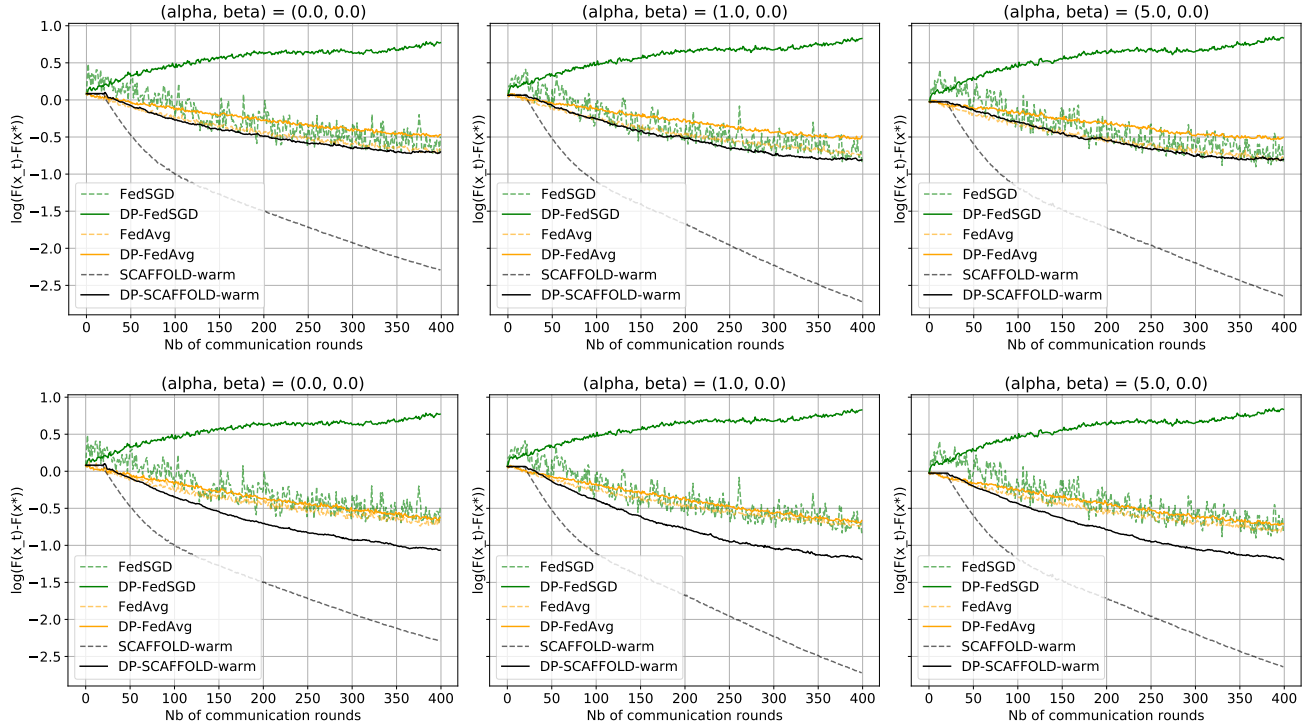 (alpha, beta) = (0.0, 0.0)
(alpha, beta) = (1.0, 0.0)
(alpha, beta) = (5.0, 0.0)
log(F(x_t)-F(x*))
1.0
0.5
0.0
−0.5
−1.0
−1.5
−2.0
−2.5
FedSGD
DP-FedSGD
FedAvg
DP-FedAvg
SCAFFOLD-warm
DP-SCAFFOLD-warm
0 50 100 150 200 250 300 350 400
Nb of communication rounds
log(F(x_t)-F(x*))
FedSGD
DP-FedSGD
FedAvg
DP-FedAvg
SCAFFOLD-warm
DP-SCAFFOLD-warm
0 50 100 150 200 250 300 350 400
Nb of communication rounds
log(F(x_t)-F(x*))
FedSGD
DP-FedSGD
FedAvg
DP-FedAvg
SCAFFOLD-warm
DP-SCAFFOLD-warm
0 50 100 150 200 250 300 350 400
Nb of communication rounds
(alpha, beta) = (0.0, 0.0)
(alpha, beta) = (1.0, 0.0)
(alpha, beta) = (5.0, 0.0)
log(F(x_t)-F(x*))
1.0
0.5
0.0
−0.5
−1.0
−1.5
−2.0
−2.5
FedSGD
DP-FedSGD
FedAvg
DP-FedAvg
SCAFFOLD-warm
DP-SCAFFOLD-warm
0 50 100 150 200 250 300 350 400
Nb of communication rounds
log(F(x_t)-F(x*))
FedSGD
DP-FedSGD
FedAvg
DP-FedAvg
SCAFFOLD-warm
DP-SCAFFOLD-warm
0 50 100 150 200 250 300 350 400
Nb of communication rounds
log(F(x_t)-F(x*))
FedSGD
DP-FedSGD
FedAvg
DP-FedAvg
SCAFFOLD-warm
DP-SCAFFOLD-warm
0 50 100 150 200 250 300 350 400
Nb of communication rounds